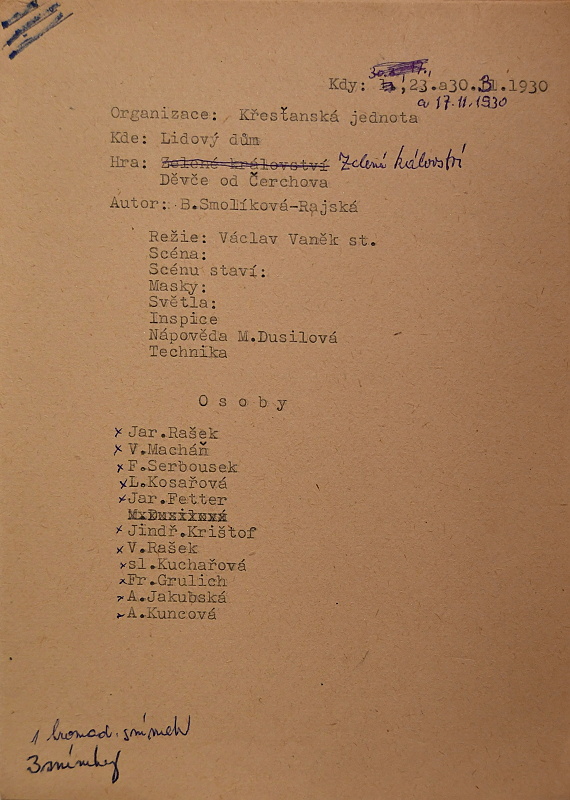 Kdy: , 23.a30.3.1930
a 17.11.1930
Organizace: Křesťanská jednota
Kde: Lidový dům
Hra: Zelené království Zelené království
Děvče od Čerchova
Autor: B.Smolíková-Rajská
Režie: Václav Vaněk st.
Scéna:
Scénu staví:
Masky:
Světla:
Inspice
Nápověda M.Dusilová
Technika
O s o b y
x Jar.Rašek
x V.Macháň
x F.Serbousek
x L.Kosařová
x Jar.Fetter
M.Dusilová
x Jindř.Krištof
x V.Rašek
x sl.Kuchařová
x Fr.Grulich
x A.Jakubská
x A.Kuncová
1 hromad. snímek
3 snímky